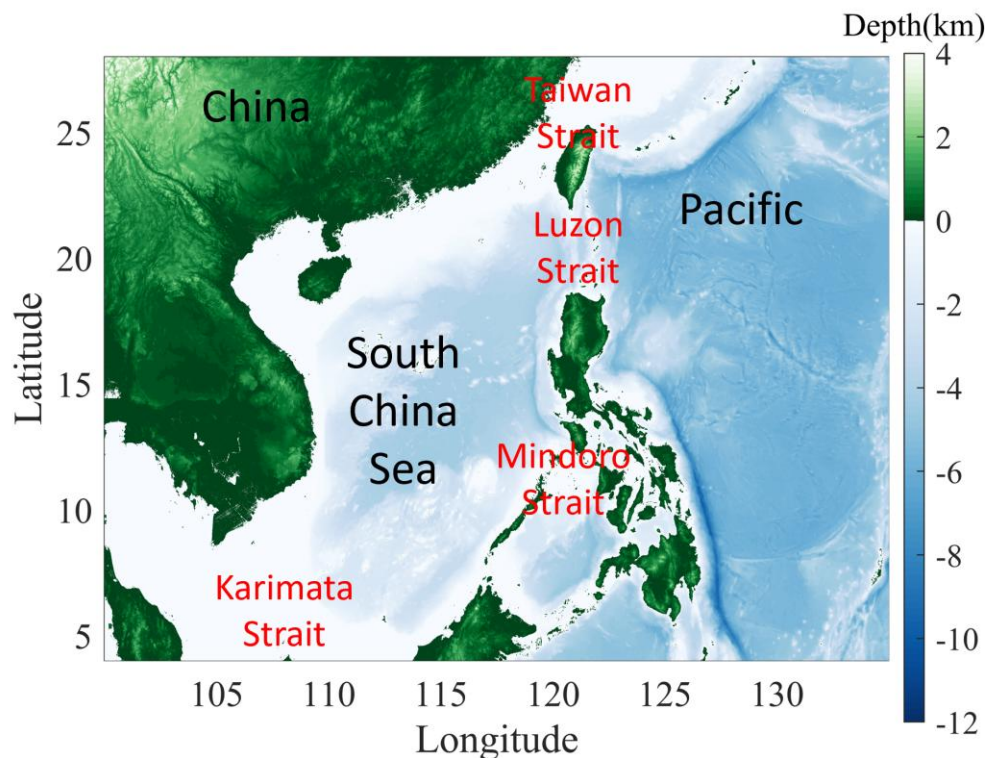 Depth(km)
China
Taiwan
Strait
Luzon
Strait
Pacific
South
China
Sea
Mindoro
Strait
Karimata
Strait
Latitude
25
20
15
10
5
105
110
115
120
125
130
Longitude
4
2
0
-2
-4
-6
-8
-10
-12